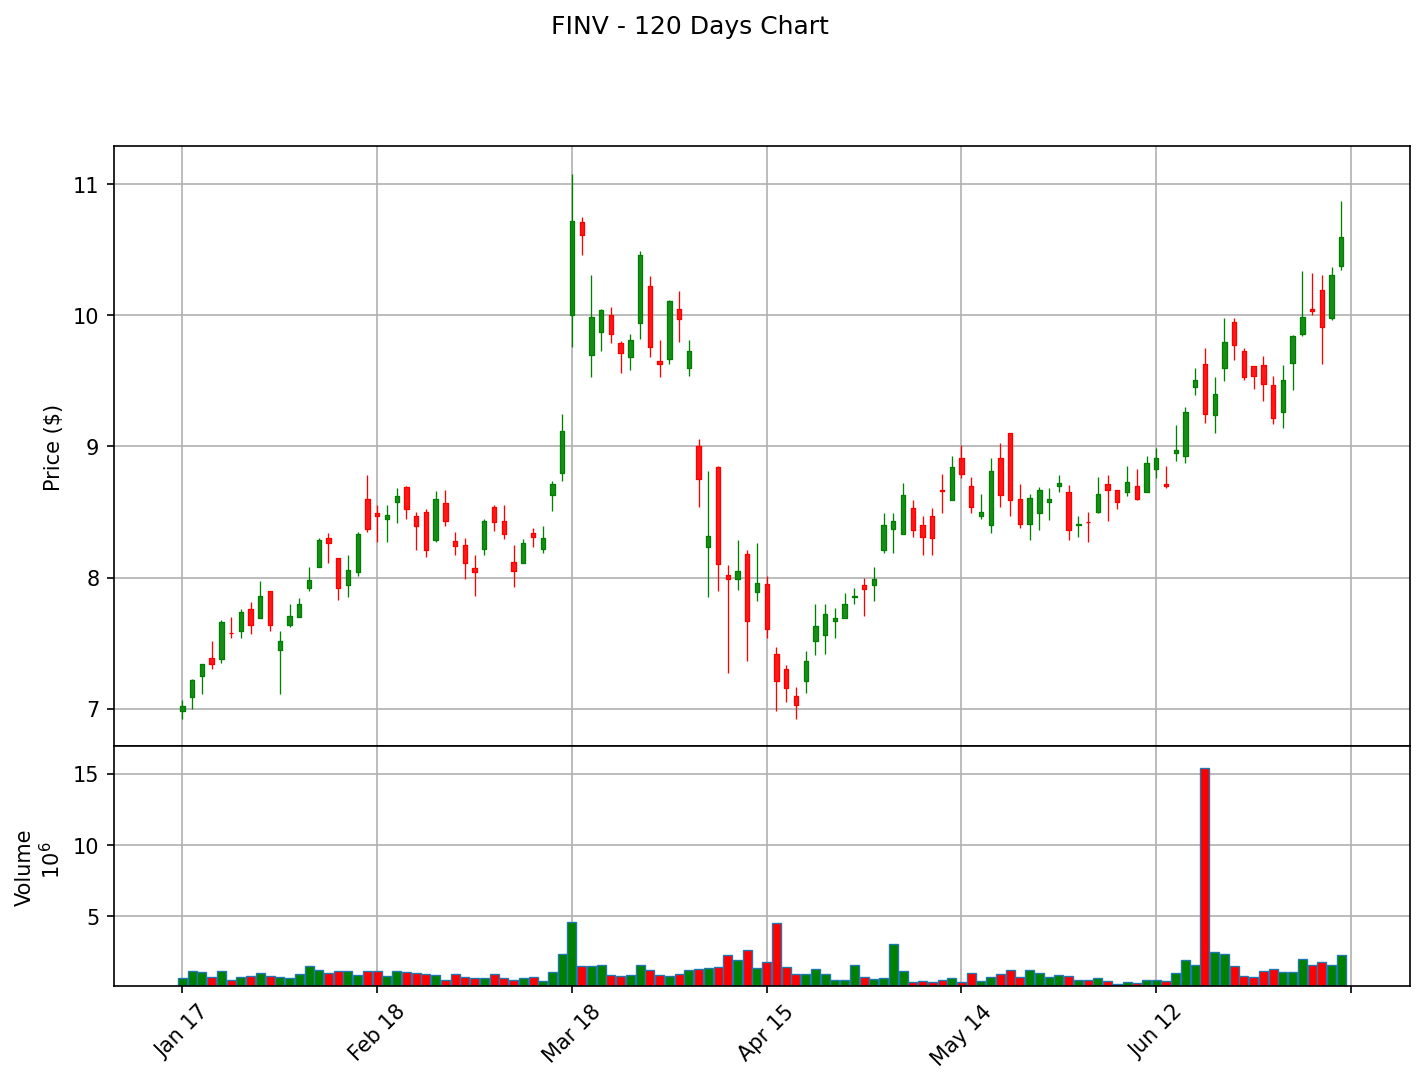 FINV - 120 Days Chart
Price ($)
11
10
9
8
7
Volume
10⁶
15
10
5
Jan 17
Feb 18
Mar 18
Apr 15
May 14
Jun 12